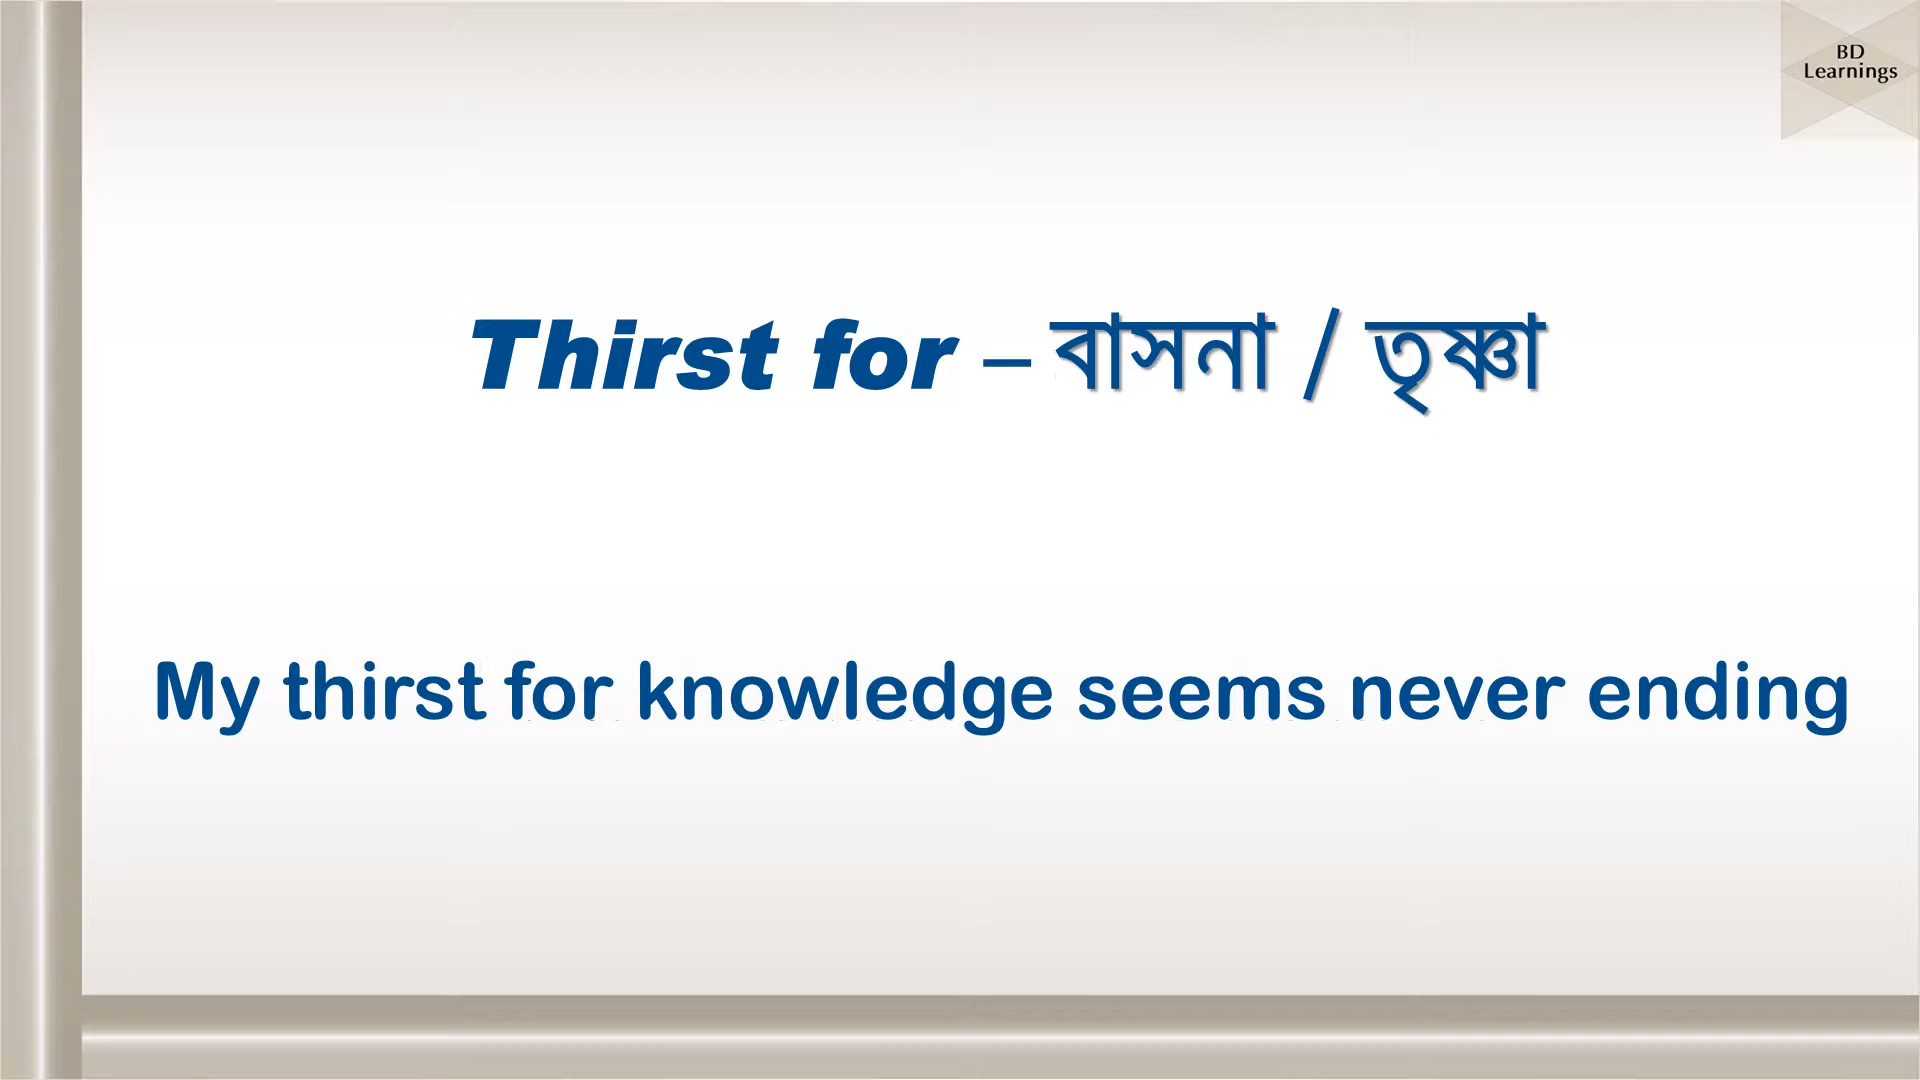 BD
Learnings
Thirst for – বাসনা / তৃষ্ণা
My thirst for knowledge seems never ending